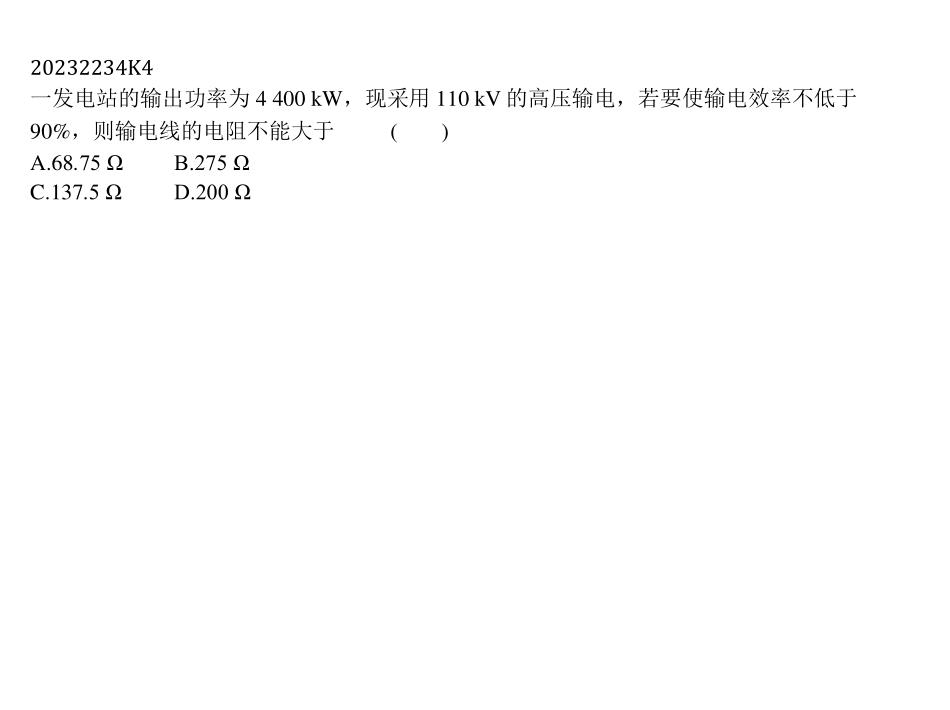 20232234K4
一发电站的输出功率为 4 400 kW，现采用 110 kV 的高压输电，若要使输电效率不低于
90%，则输电线的电阻不能大于 (  )
A.68.75 Ω B.275 Ω
C.137.5 Ω D.200 Ω